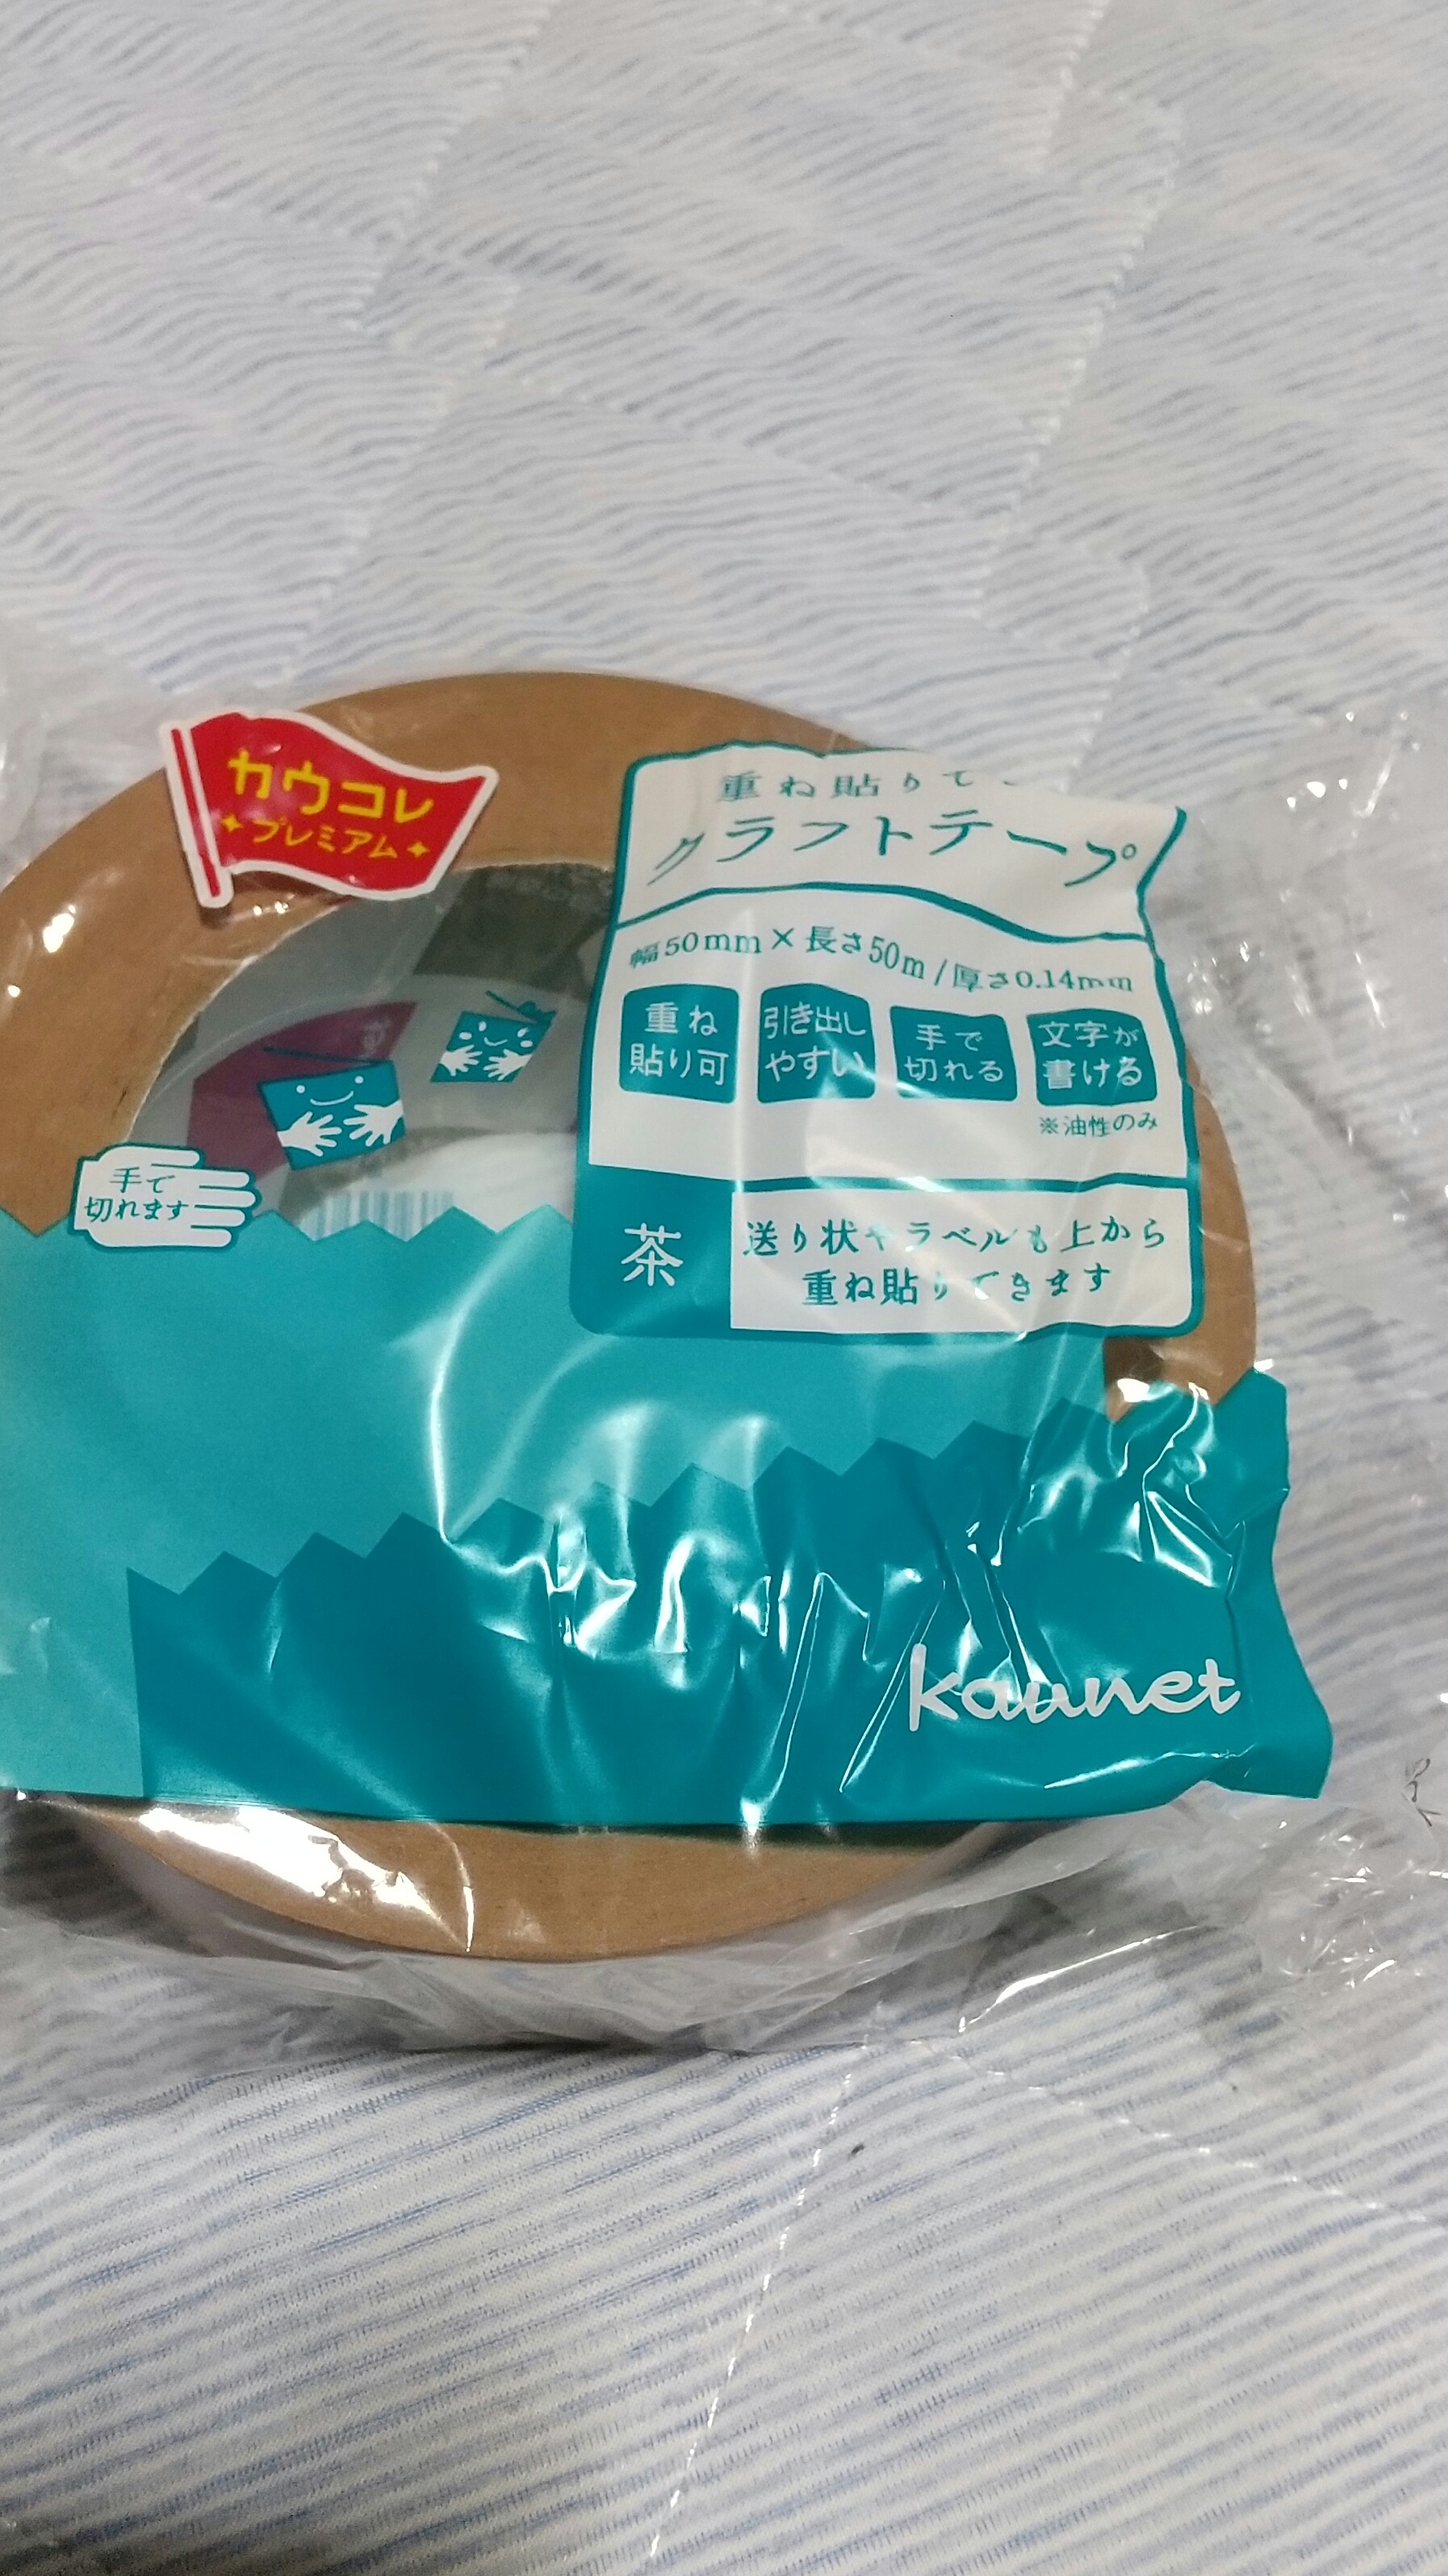 カウコレ
プレミアム
重ね貼りで
クラフトテープ
幅50mm×長さ50m/厚さ0.14mm
重ね
貼り可
引き出し
やすい
手で
切れる
文字が
書ける
※油性のみ
手で
切れます
茶
送り状やラベルも上から
重ね貼りできます
kaunet